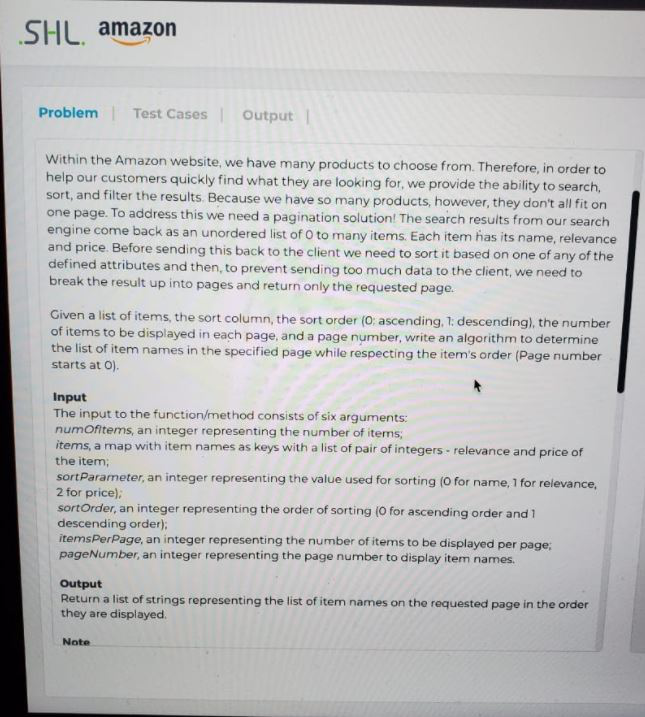 .SHL. amazon
Problem | Test Cases | Output |
Within the Amazon website, we have many products to choose from. Therefore, in order to
help our customers quickly find what they are looking for, we provide the ability to search,
sort, and filter the results. Because we have so many products, however, they don't all fit on
one page. To address this we need a pagination solution! The search results from our search
engine come back as an unordered list of 0 to many items. Each item has its name, relevance
and price. Before sending this back to the client we need to sort it based on one of any of the
defined attributes and then, to prevent sending too much data to the client, we need to
break the result up into pages and return only the requested page.
Given a list of items, the sort column, the sort order (0: ascending, 1: descending), the number
of items to be displayed in each page, and a page number, write an algorithm to determine
the list of item names in the specified page while respecting the item's order (Page number
starts at 0).
Input
The input to the function/method consists of six arguments:
numOfItems, an integer representing the number of items;
items, a map with item names as keys with a list of pair of integers - relevance and price of
the item;
sortParameter, an integer representing the value used for sorting (0 for name, 1 for relevance,
2 for price);
sortOrder, an integer representing the order of sorting (0 for ascending order and 1
descending order);
itemsPerPage, an integer representing the number of items to be displayed per page;
pageNumber, an integer representing the page number to display item names.
Output
Return a list of strings representing the list of item names on the requested page in the order
they are displayed.
Note